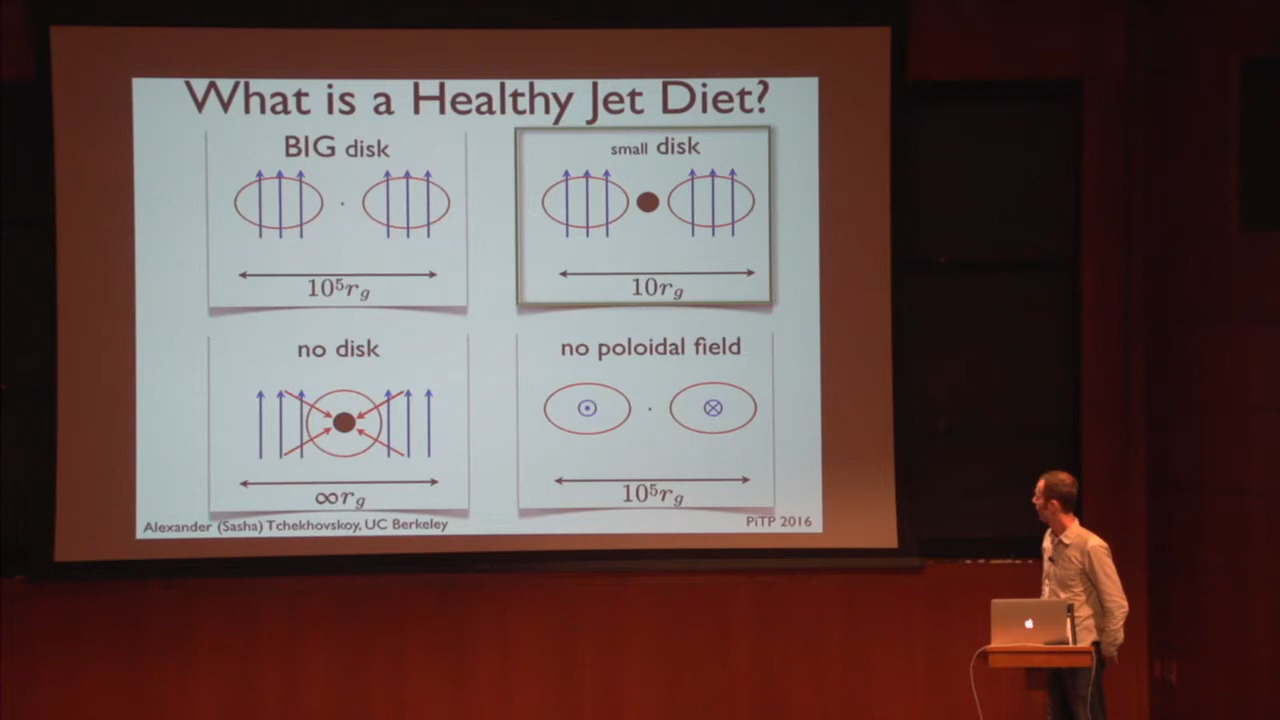 What is a Healthy Jet Diet?
BIG disk
10⁵r_g
small disk
10r_g
no disk
∞r_g
no poloidal field
10⁵r_g
Alexander (Sasha) Tchekhovskoy, UC Berkeley
PiTP 2016